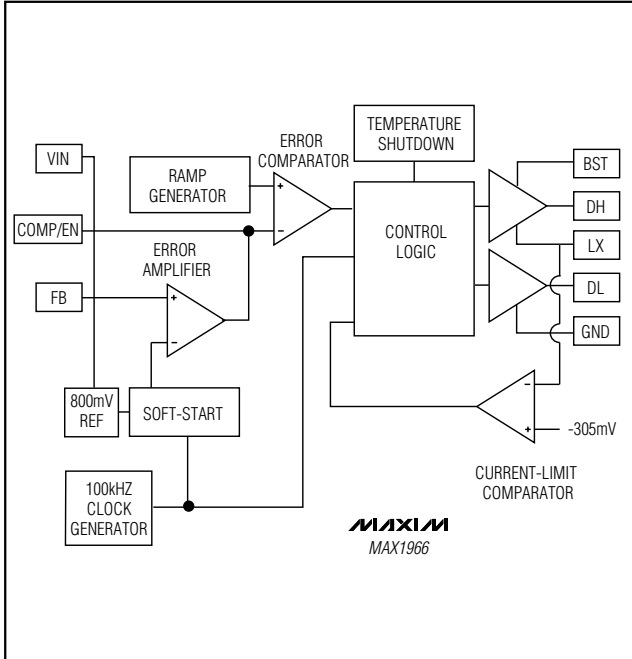 VIN
COMP/EN
FB
800mV
REF
RAMP
GENERATOR
ERROR
COMPARATOR
ERROR
AMPLIFIER
+
-
+
-
SOFT-START
100kHZ
CLOCK
GENERATOR
TEMPERATURE
SHUTDOWN
CONTROL
LOGIC
BST
DH
LX
DL
GND
-
+
-305mV
CURRENT-LIMIT
COMPARATOR
MAXIM
MAX1966